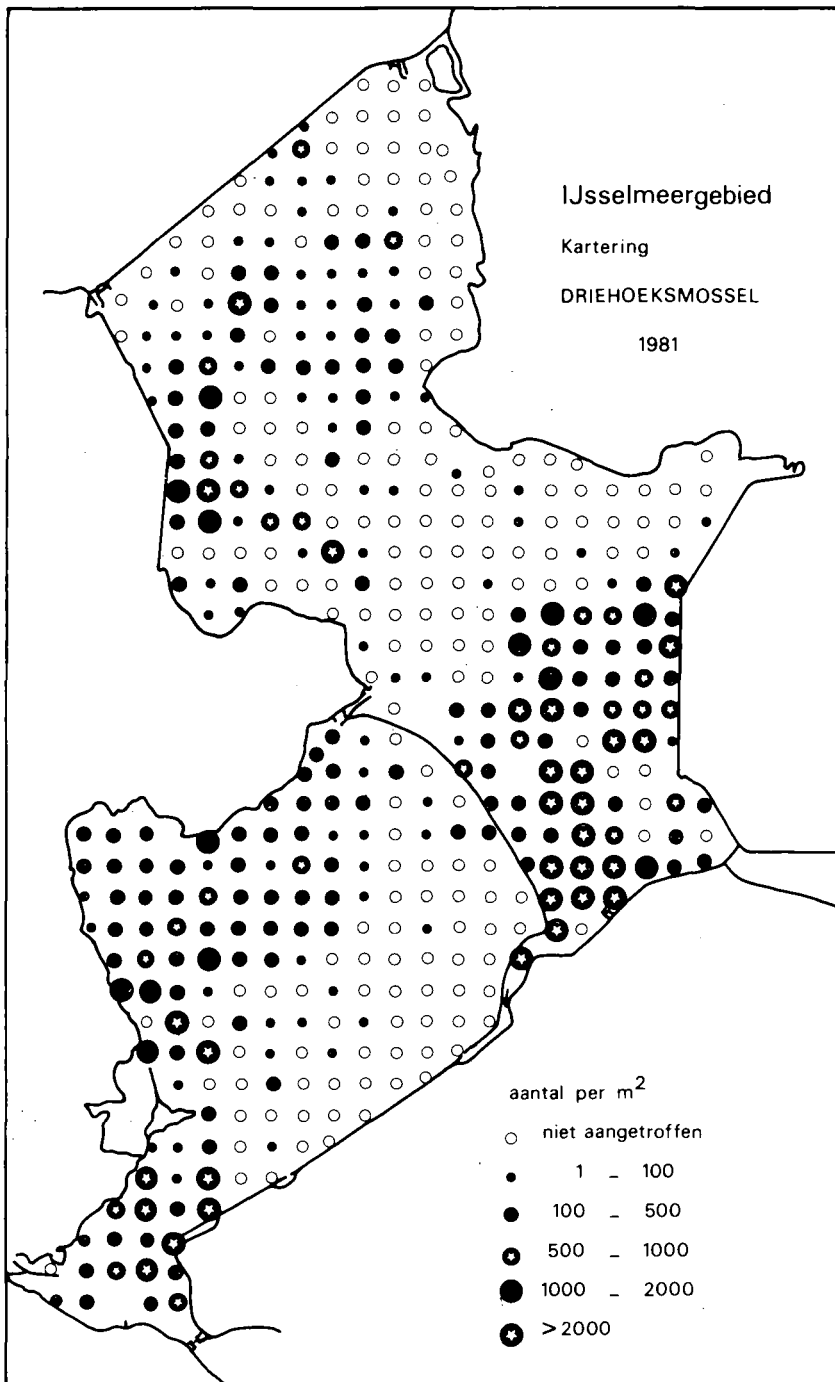 IJsselmeergebied
Kartering
DRIEHOEKSMOSSEL
1981
aantal per m²
niet aangetroffen
1 – 100
100 – 500
500 – 1000
1000 – 2000
>2000